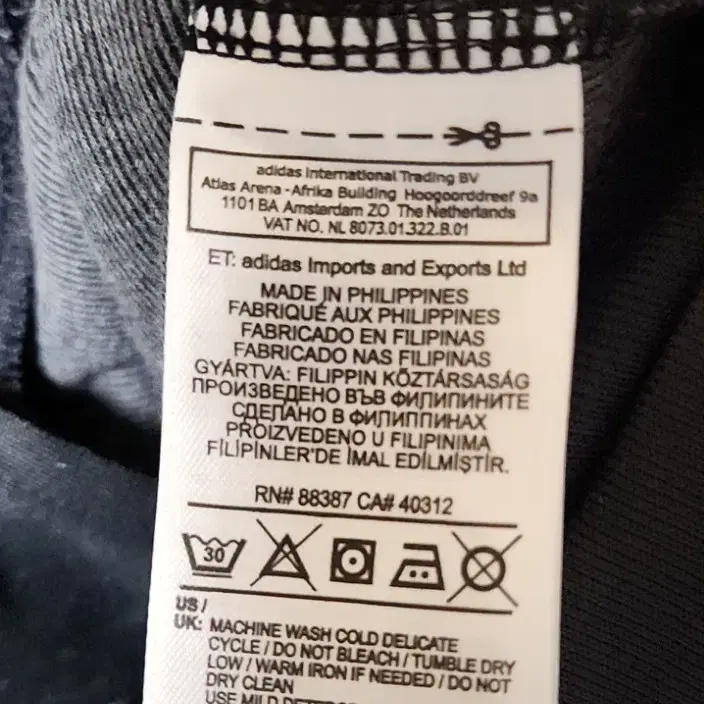 adidas International Trading BV
Atlas Arena - Afrika Building Hoogoorddreef 9a
1101 BA Amsterdam ZO The Netherlands
VAT NO. NL 8073.01.322.B.01
ET: adidas Imports and Exports Ltd
MADE IN PHILIPPINES
FABRIQUÉ AUX PHILIPPINES
FABRICADO EN FILIPINAS
FABRICADO NAS FILIPINAS
GYÁRTVA: FILIPPIN KÖZTÁRSASÁG
ПРОИЗВЕДЕНО ВЪВ ФИЛИПИНИТЕ
СДЕЛАНО В ФИЛИППИНАХ
PROIZVEDENO U FILIPINIMA
FİLİPİNLER'DE İMAL EDİLMİŞTİR.
RN# 88387 CA# 40312
30
US /
UK: MACHINE WASH COLD DELICATE
CYCLE / DO NOT BLEACH / TUMBLE DRY
LOW / WARM IRON IF NEEDED / DO NOT
DRY CLEAN
USE MILD